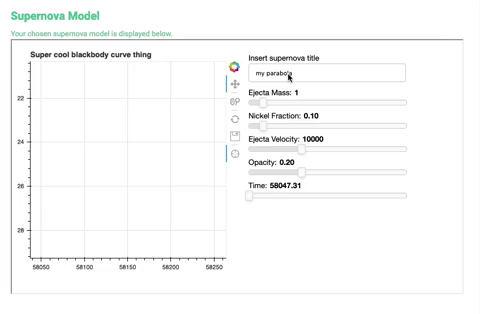 Supernova Model
Your chosen supernova model is displayed below.
Super cool blackbody curve thing
22
24
26
28
58050 58100 58150 58200 58250
Insert supernova title
my parabola
Ejecta Mass: 1
Nickel Fraction: 0.10
Ejecta Velocity: 10000
Opacity: 0.20
Time: 58047.31